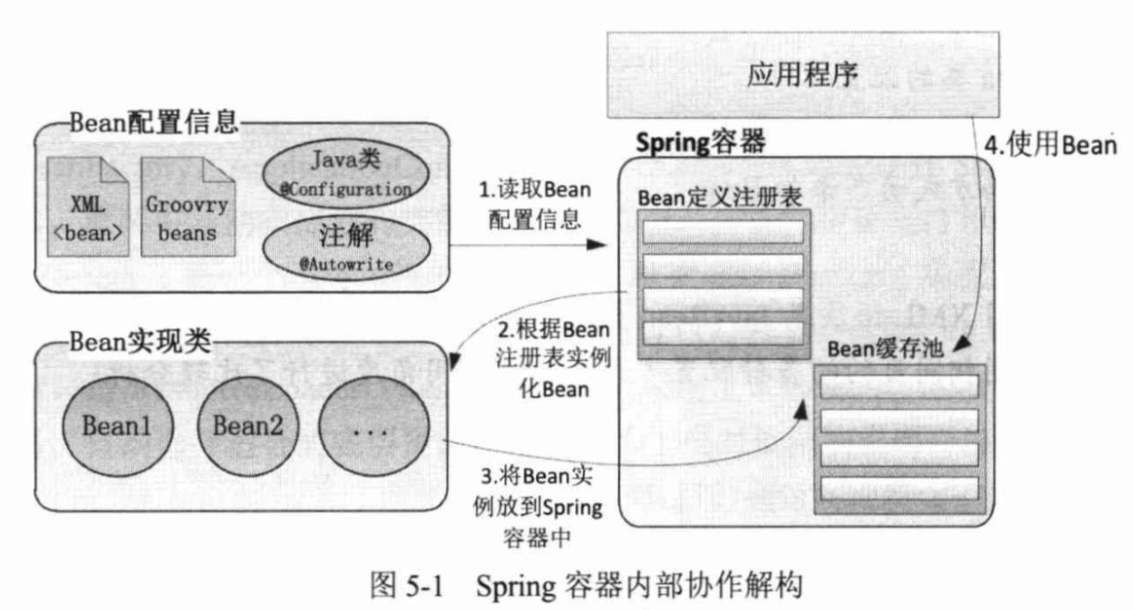 应用程序
Bean配置信息
XML
<bean>
Groovry
beans
Java类
@Configuration
注解
@Autowrite
1.读取Bean
配置信息
Spring容器
Bean定义注册表
4.使用Bean
Bean实现类
Bean1
Bean2
...
2.根据Bean
注册表实例
化Bean
Bean缓存池
3.将Bean实
例放到Spring
容器中
图 5-1 Spring 容器内部协作解构